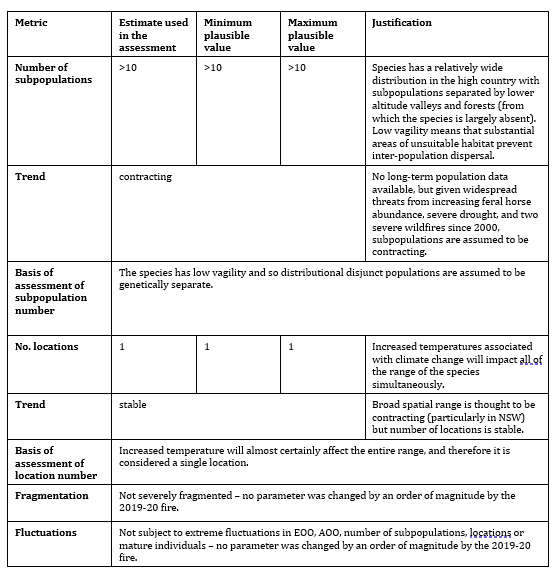 Metric
Estimate used
in the
assessment
Minimum
plausible
value
Maximum
plausible
value
Justification
Number of
subpopulations
>10
>10
>10
Species has a relatively wide
distribution in the high country with
subpopulations separated by lower
altitude valleys and forests (from
which the species is largely absent).
Low vagility means that substantial
areas of unsuitable habitat prevent
inter-population dispersal.
Trend
contracting
No long-term population data
available, but given widespread
threats from increasing feral horse
abundance, severe drought, and two
severe wildfires since 2000,
subpopulations are assumed to be
contracting.
Basis of
assessment of
subpopulation
number
The species has low vagility and so distributional disjunct populations are assumed to be
genetically separate.
No. locations
1
1
1
Increased temperatures associated
with climate change will impact all of
the range of the species
simultaneously.
Trend
stable
Broad spatial range is thought to be
contracting (particularly in NSW)
but number of locations is stable.
Basis of
assessment of
location number
Increased temperature will almost certainly affect the entire range, and therefore it is
considered a single location.
Fragmentation
Not severely fragmented – no parameter was changed by an order of magnitude by the
2019-20 fire.
Fluctuations
Not subject to extreme fluctuations in EOO, AOO, number of subpopulations, locations or
mature individuals – no parameter was changed by an order of magnitude by the 2019-20
fire.